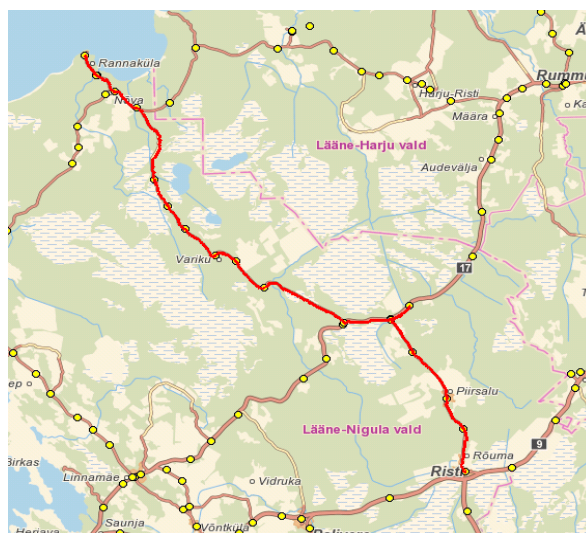 Rannaküla
Harju-Risti
Rummu
Nõva
Määra
Lääne-Harju vald
Audevälja
Variku
17
Piirsalu
Lääne-Nigula vald
9
Birkas
Rõuma
Linnamäe
Risti
Vidruka
Saunja
Võntküla